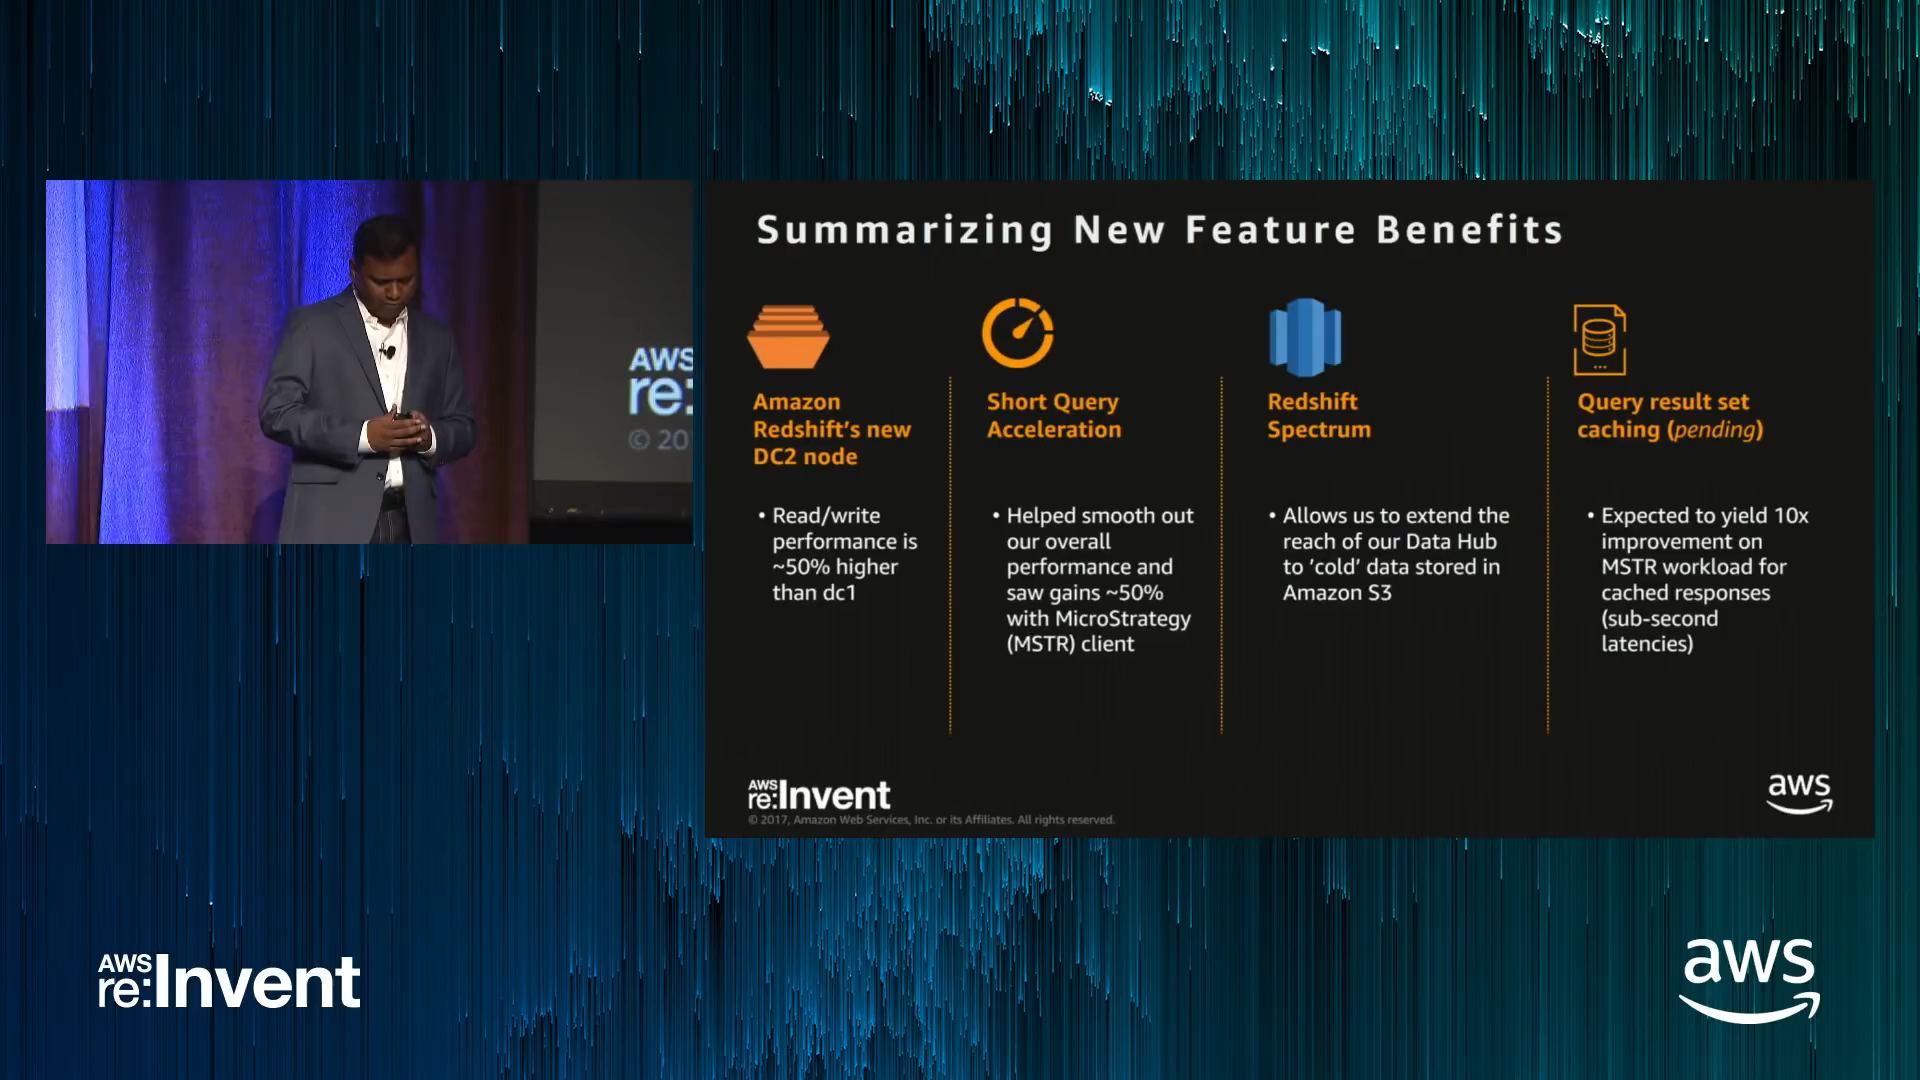 AWS
re:
© 20
Summarizing New Feature Benefits
Amazon
Redshift's new
DC2 node
• Read/write
performance is
~50% higher
than dc1
Short Query
Acceleration
• Helped smooth out
our overall
performance and
saw gains ~50%
with MicroStrategy
(MSTR) client
Redshift
Spectrum
• Allows us to extend the
reach of our Data Hub
to 'cold' data stored in
Amazon S3
Query result set
caching (pending)
• Expected to yield 10x
improvement on
MSTR workload for
cached responses
(sub-second
latencies)
AWS
re:Invent
© 2017, Amazon Web Services, Inc. or its Affiliates. All rights reserved.
aws
AWS
re:Invent
aws